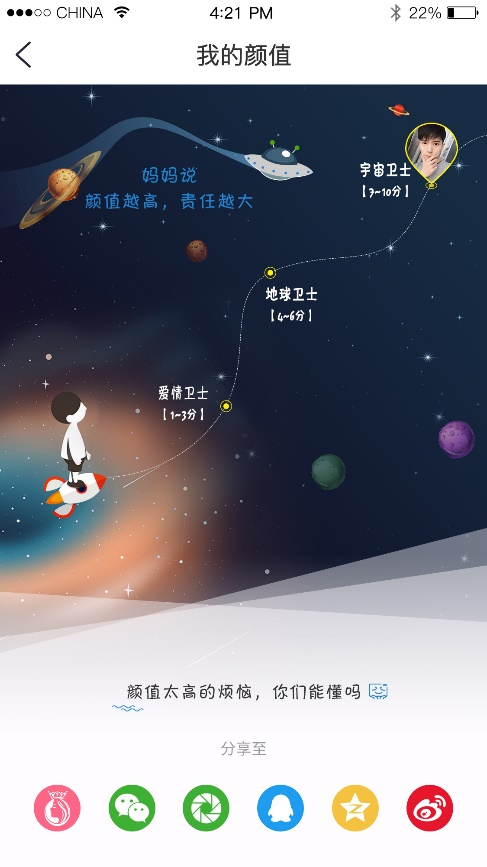 CHINA 4:21 PM 22%
我的颜值
妈妈说
颜值越高，责任越大
宇宙卫士
【7~10分】
地球卫士
【4~6分】
爱情卫士
【1~3分】
颜值太高的烦恼，你们能懂吗
分享至